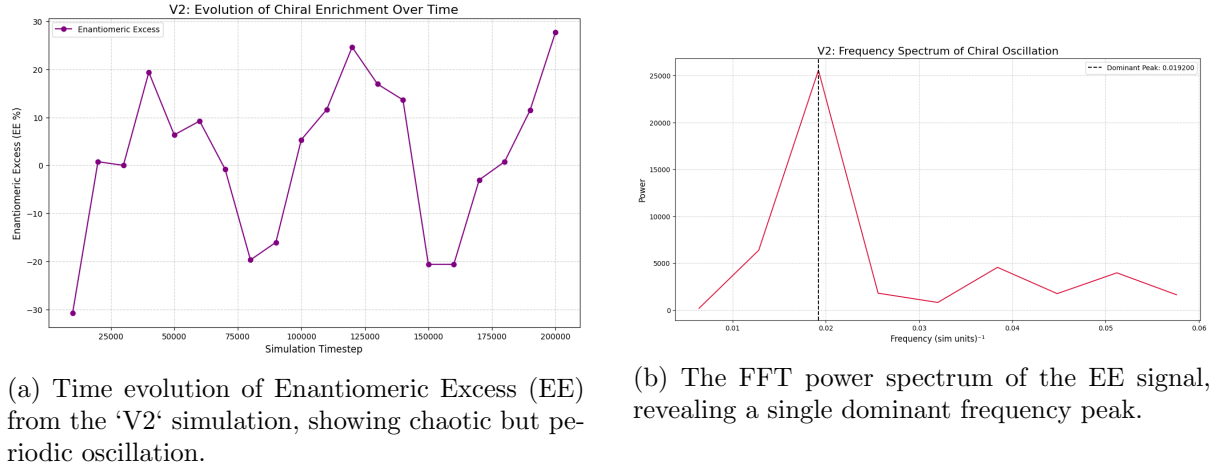 V2: Evolution of Chiral Enrichment Over Time
Enantiomeric Excess
30
20
10
0
−10
−20
−30
Enantiomeric Excess (EE %)
25000 50000 75000 100000 125000 150000 175000 200000
Simulation Timestep
(a) Time evolution of Enantiomeric Excess (EE)
from the ‘V2‘ simulation, showing chaotic but pe-
riodic oscillation.
V2: Frequency Spectrum of Chiral Oscillation
Dominant Peak: 0.019200
25000
20000
15000
10000
5000
0
Power
0.01 0.02 0.03 0.04 0.05 0.06
Frequency (sim units)⁻¹
(b) The FFT power spectrum of the EE signal,
revealing a single dominant frequency peak.